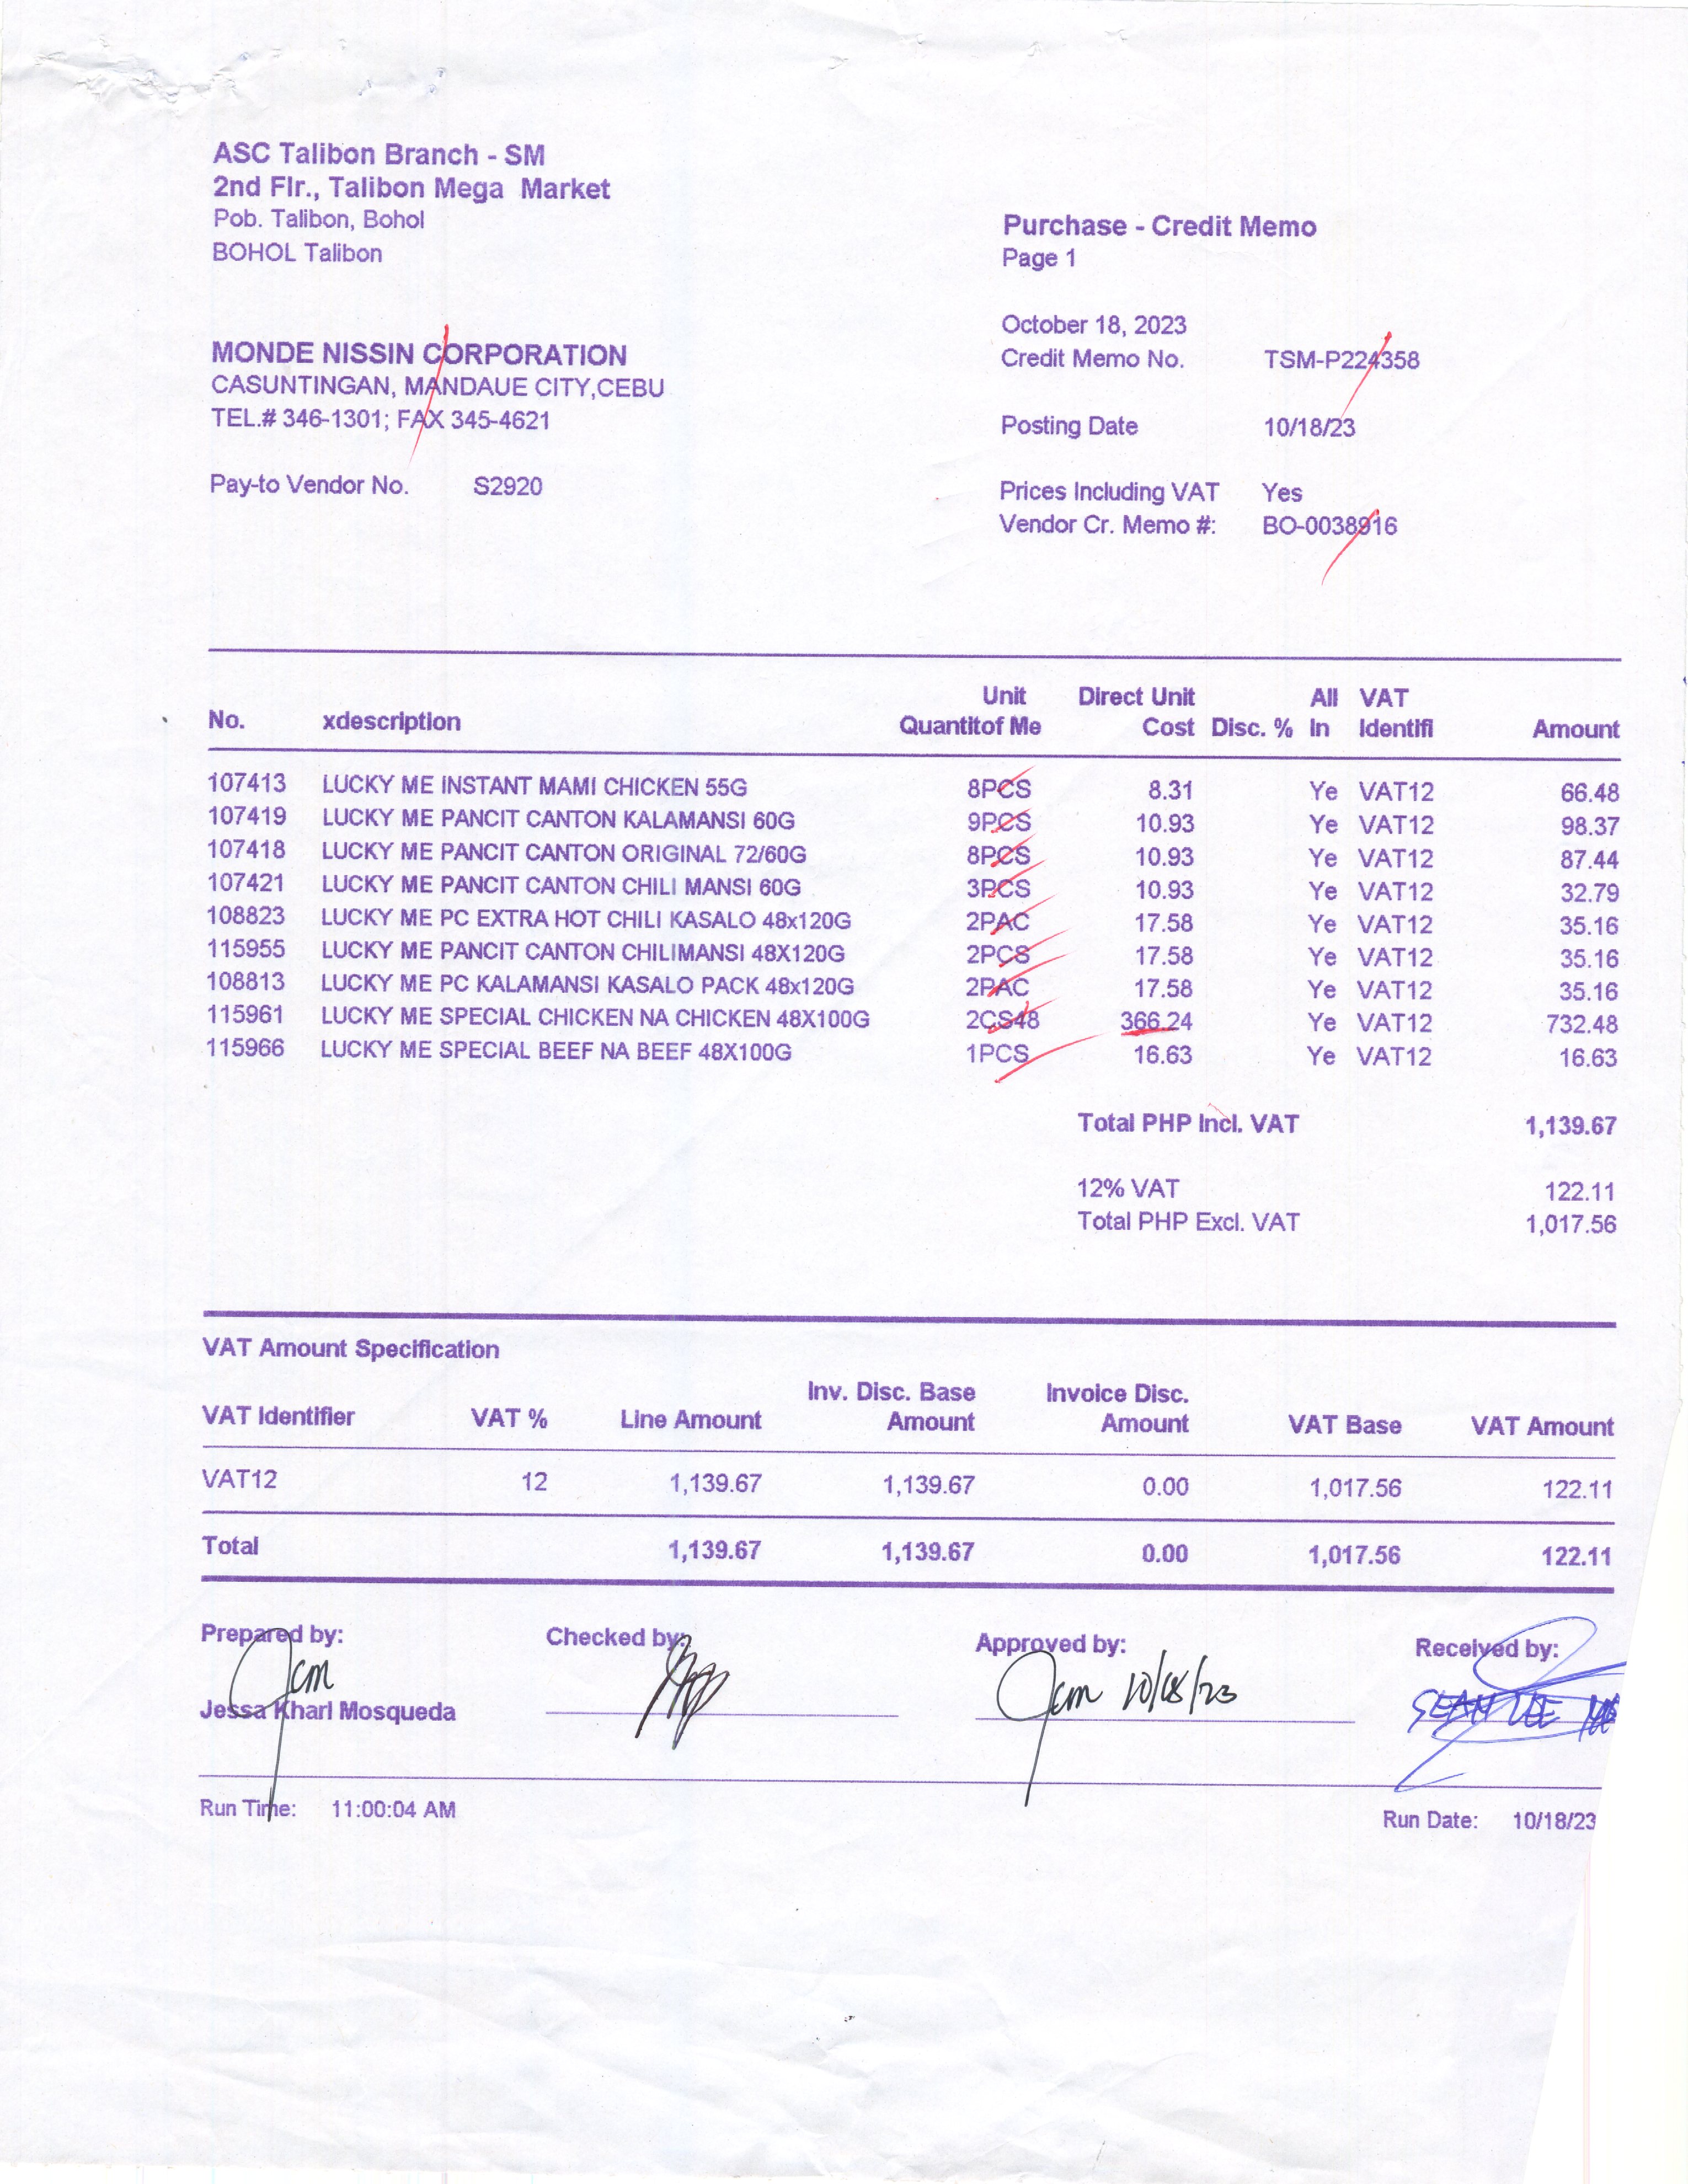 ASC Talibon Branch - SM
2nd Flr., Talibon Mega Market
Pob. Talibon, Bohol
BOHOL Talibon
Purchase - Credit Memo
Page 1
October 18, 2023
MONDE NISSIN CORPORATION
Credit Memo No. TSM-P224358
CASUNTINGAN, MANDAUE CITY,CEBU
TEL.# 346-1301; FAX 345-4621
Posting Date 10/18/23
Pay-to Vendor No. S2920
Prices Including VAT Yes
Vendor Cr. Memo #: BO-0038916
Unit Direct Unit All VAT
No. xdescription Quantitof Me Cost Disc. % In Identifi Amount
107413 LUCKY ME INSTANT MAMI CHICKEN 55G 8PCS 8.31 Ye VAT12 66.48
107419 LUCKY ME PANCIT CANTON KALAMANSI 60G 9PCS 10.93 Ye VAT12 98.37
107418 LUCKY ME PANCIT CANTON ORIGINAL 72/60G 8PCS 10.93 Ye VAT12 87.44
107421 LUCKY ME PANCIT CANTON CHILI MANSI 60G 3PCS 10.93 Ye VAT12 32.79
108823 LUCKY ME PC EXTRA HOT CHILI KASALO 48x120G 2PAC 17.58 Ye VAT12 35.16
115955 LUCKY ME PANCIT CANTON CHILIMANSI 48X120G 2PCS 17.58 Ye VAT12 35.16
108813 LUCKY ME PC KALAMANSI KASALO PACK 48x120G 2PAC 17.58 Ye VAT12 35.16
115961 LUCKY ME SPECIAL CHICKEN NA CHICKEN 48X100G 2CS48 366.24 Ye VAT12 732.48
115966 LUCKY ME SPECIAL BEEF NA BEEF 48X100G 1PCS 16.63 Ye VAT12 16.63
Total PHP Incl. VAT 1,139.67
12% VAT 122.11
Total PHP Excl. VAT 1,017.56
VAT Amount Specification
Inv. Disc. Base Invoice Disc.
VAT Identifier VAT % Line Amount Amount Amount VAT Base VAT Amount
VAT12 12 1,139.67 1,139.67 0.00 1,017.56 122.11
Total 1,139.67 1,139.67 0.00 1,017.56 122.11
Prepared by: Checked by: Approved by: Received by:
Jcm Jcm 10/18/23
Jessa Kharl Mosqueda SEAN LEE
Run Time: 11:00:04 AM Run Date: 10/18/23